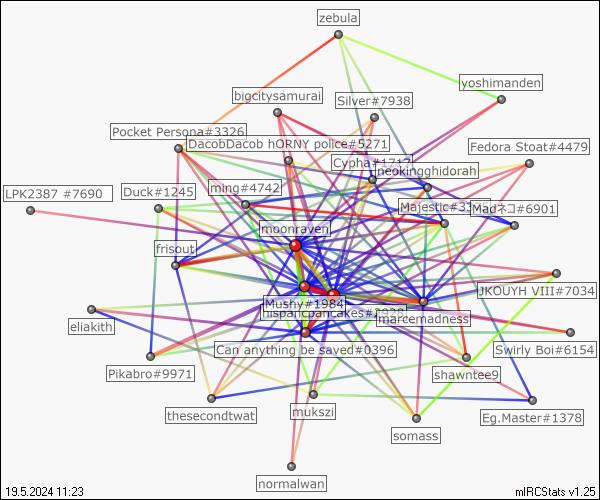 zebula
yoshimanden
bigcitysamurai
Silver#7938
Pocket Persona#3326
DacobDacob hORNY police#5271
Fedora Stoat#4479
Cypha#1717
neokingghidorah
LPK2387 #7690
Duck#1245
ming#4742
Majestic#33
Madネコ#6901
moonraven
frisout
JKOUYH VIII#7034
Mushy#1984
hispanicpancakes#3928
marcemadness
eliakith
Can anything be saved#0396
Swirly Boi#6154
Pikabro#9971
shawntee9
thesecondtwat
mukszi
Eg.Master#1378
somass
normalwan
19.5.2024 11:23
mIRCStats v1.25